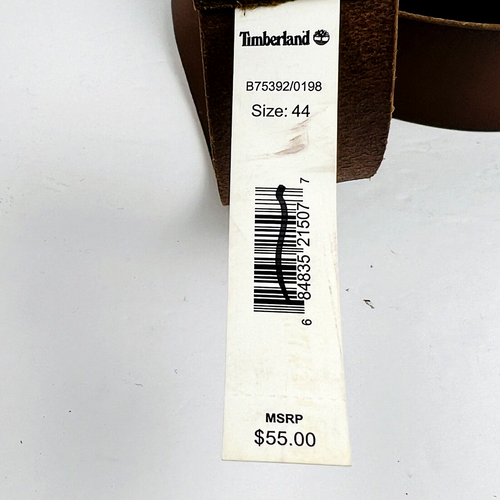 Timberland
B75392/0198
Size: 44
6 84835 21507 7
MSRP
$55.00